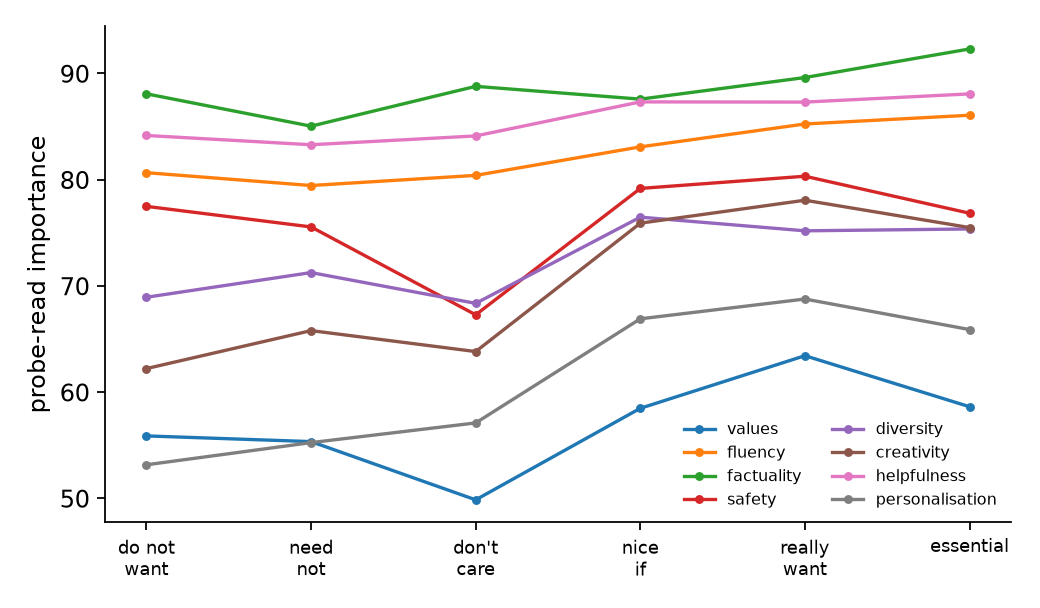 probe-read importance
90
80
70
60
50
do not
want
need
not
don't
care
nice
if
really
want
essential
values
fluency
factuality
safety
diversity
creativity
helpfulness
personalisation